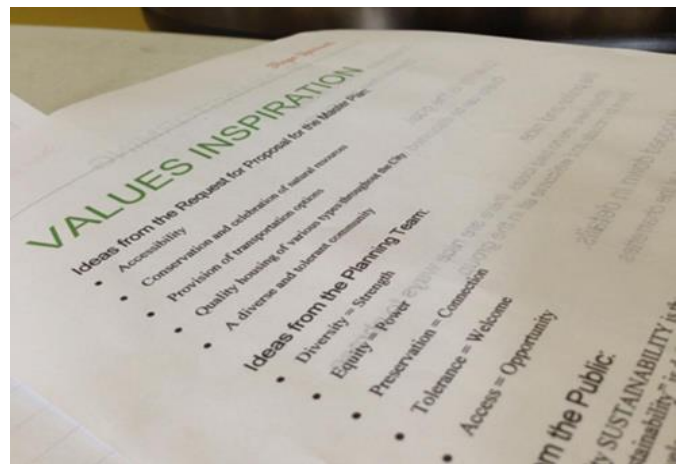 VALUES INSPIRATION
Ideas from the Request for Proposal for the Master Plan:
• Accessibility
• Conservation and celebration of natural resources
• Provision of transportation options
• Quality housing of various types throughout the City
• A diverse and tolerant community
Ideas from the Planning Team:
• Diversity = Strength
• Equity = Power
• Preservation = Connection
• Tolerance = Welcome
• Access = Opportunity
the Public:
SUSTAINABILITY is